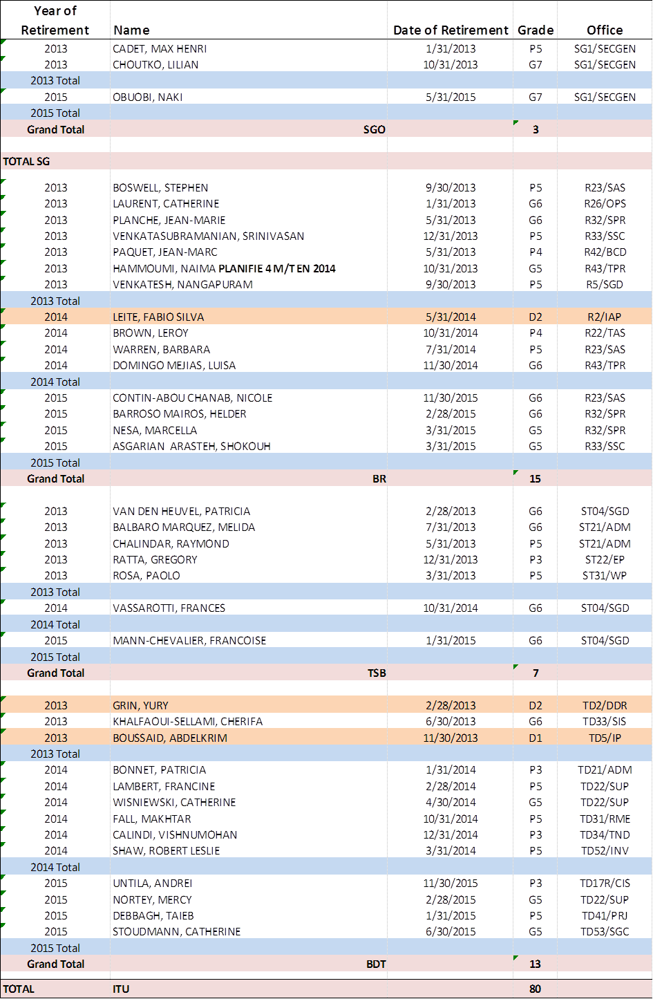 Year of
Retirement Name Date of Retirement Grade Office
2013 CADET, MAX HENRI 1/31/2013 P5 SG1/SECGEN
2013 CHOUTKO, LILIAN 10/31/2013 G7 SG1/SECGEN
2013 Total
2015 OBUOBI, NAKI 5/31/2015 G7 SG1/SECGEN
2015 Total
Grand Total SGO 3
TOTAL SG
2013 BOSWELL, STEPHEN 9/30/2013 P5 R23/SAS
2013 LAURENT, CATHERINE 1/31/2013 G6 R26/OPS
2013 PLANCHE, JEAN-MARIE 5/31/2013 G6 R32/SPR
2013 VENKATASUBRAMANIAN, SRINIVASAN 12/31/2013 P5 R33/SSC
2013 PAQUET, JEAN-MARC 5/31/2013 P4 R42/BCD
2013 HAMMOUMI, NAIMA PLANIFIE 4 M/T EN 2014 10/31/2013 G5 R43/TPR
2013 VENKATESH, NANGAPURAM 9/30/2013 P5 R5/SGD
2013 Total
2014 LEITE, FABIO SILVA 5/31/2014 D2 R2/IAP
2014 BROWN, LEROY 10/31/2014 P4 R22/TAS
2014 WARREN, BARBARA 7/31/2014 P5 R23/SAS
2014 DOMINGO MEJIAS, LUISA 11/30/2014 G6 R43/TPR
2014 Total
2015 CONTIN-ABOU CHANAB, NICOLE 11/30/2015 G6 R23/SAS
2015 BARROSO MAIROS, HELDER 2/28/2015 G6 R32/SPR
2015 NESA, MARCELLA 3/31/2015 G5 R32/SPR
2015 ASGARIAN ARASTEH, SHOKOUH 3/31/2015 G5 R33/SSC
2015 Total
Grand Total BR 15
2013 VAN DEN HEUVEL, PATRICIA 2/28/2013 G6 ST04/SGD
2013 BALBARO MARQUEZ, MELIDA 7/31/2013 G6 ST21/ADM
2013 CHALINDAR, RAYMOND 5/31/2013 P5 ST21/ADM
2013 RATTA, GREGORY 12/31/2013 P3 ST22/EP
2013 ROSA, PAOLO 3/31/2013 P5 ST31/WP
2013 Total
2014 VASSAROTTI, FRANCES 10/31/2014 G6 ST04/SGD
2014 Total
2015 MANN-CHEVALIER, FRANCOISE 1/31/2015 G6 ST04/SGD
2015 Total
Grand Total TSB 7
2013 GRIN, YURY 2/28/2013 D2 TD2/DDR
2013 KHALFAOUI-SELLAMI, CHERIFA 6/30/2013 G6 TD33/SIS
2013 BOUSSAID, ABDELKRIM 11/30/2013 D1 TD5/IP
2013 Total
2014 BONNET, PATRICIA 1/31/2014 P3 TD21/ADM
2014 LAMBERT, FRANCINE 2/28/2014 P5 TD22/SUP
2014 WISNIEWSKI, CATHERINE 4/30/2014 G5 TD22/SUP
2014 FALL, MAKHTAR 10/31/2014 P5 TD31/RME
2014 CALINDI, VISHNUMOHAN 12/31/2014 P3 TD34/TND
2014 SHAW, ROBERT LESLIE 3/31/2014 P5 TD52/INV
2014 Total
2015 UNTILA, ANDREI 11/30/2015 P3 TD17R/CIS
2015 NORTEY, MERCY 2/28/2015 G5 TD22/SUP
2015 DEBBAGH, TAIEB 1/31/2015 P5 TD41/PRJ
2015 STOUDMANN, CATHERINE 6/30/2015 G5 TD53/SGC
2015 Total
Grand Total BDT 13
TOTAL ITU 80